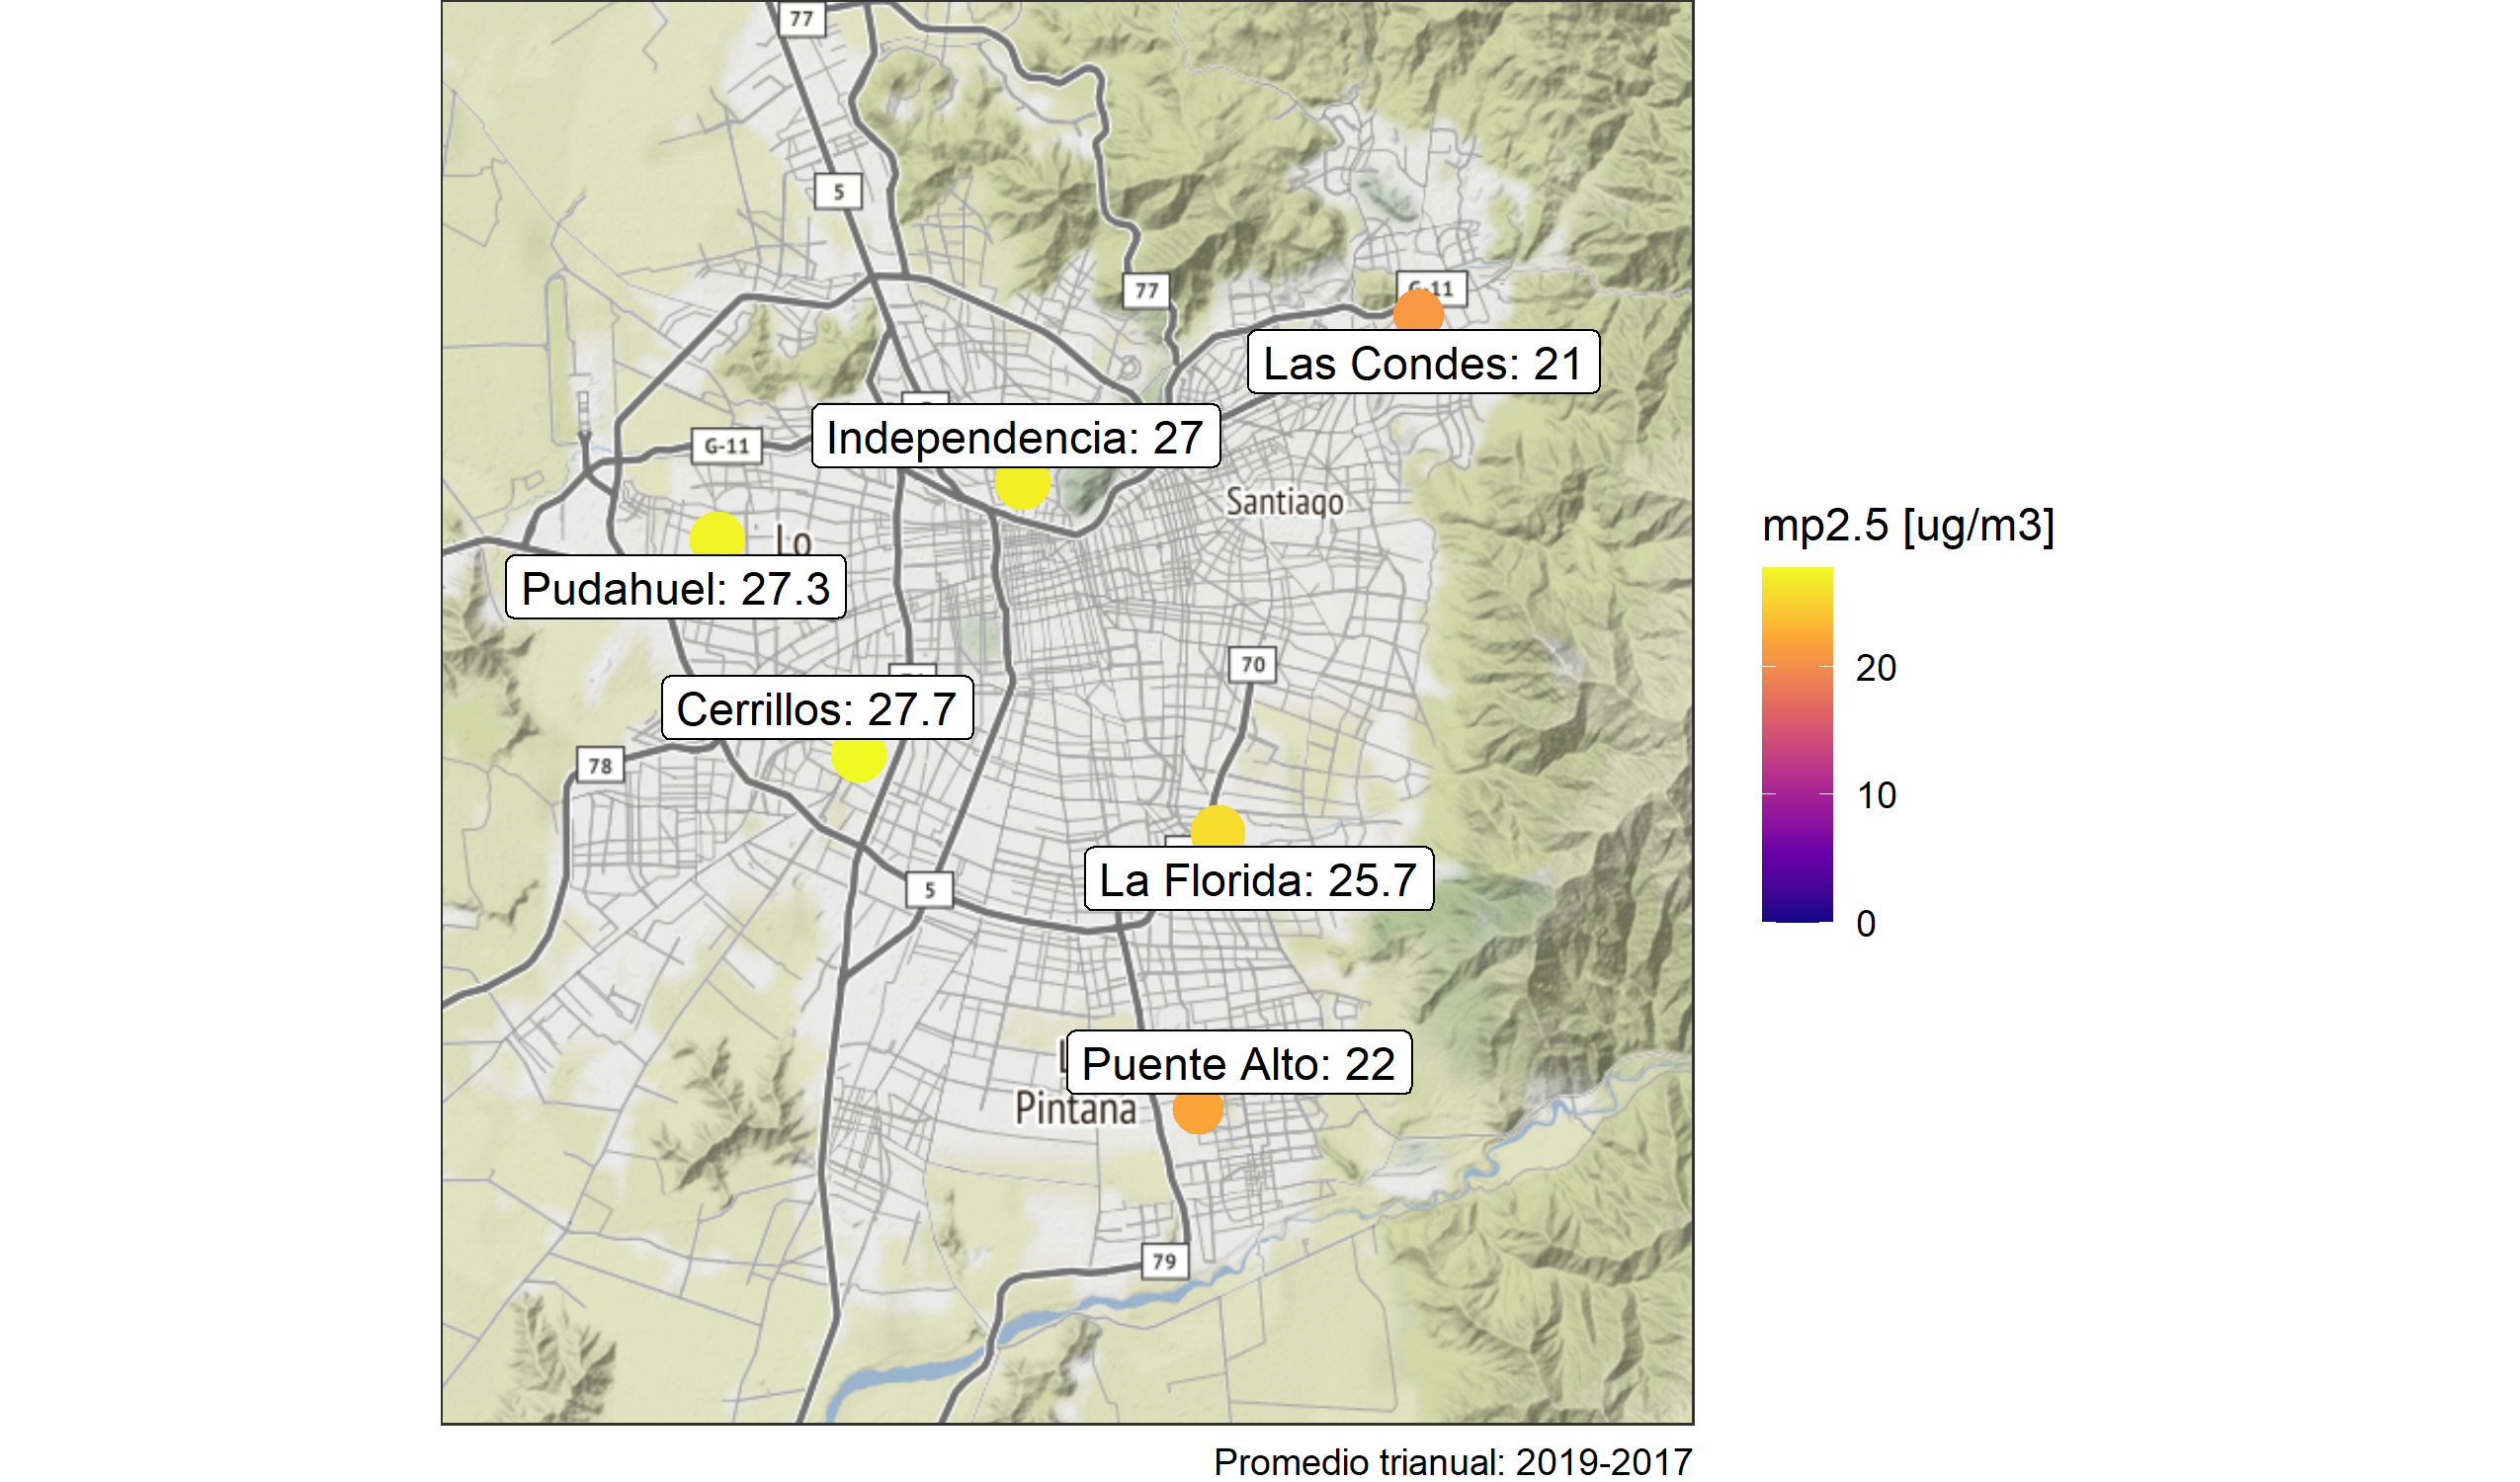 77
5
77
G-11
Las Condes: 21
Independencia: 27
G-11
Santiago
Lo
Pudahuel: 27.3
mp2.5 [ug/m3]
20
10
0
70
Cerrillos: 27.7
78
La Florida: 25.7
5
Puente Alto: 22
Pintana
79
Promedio trianual: 2019-2017